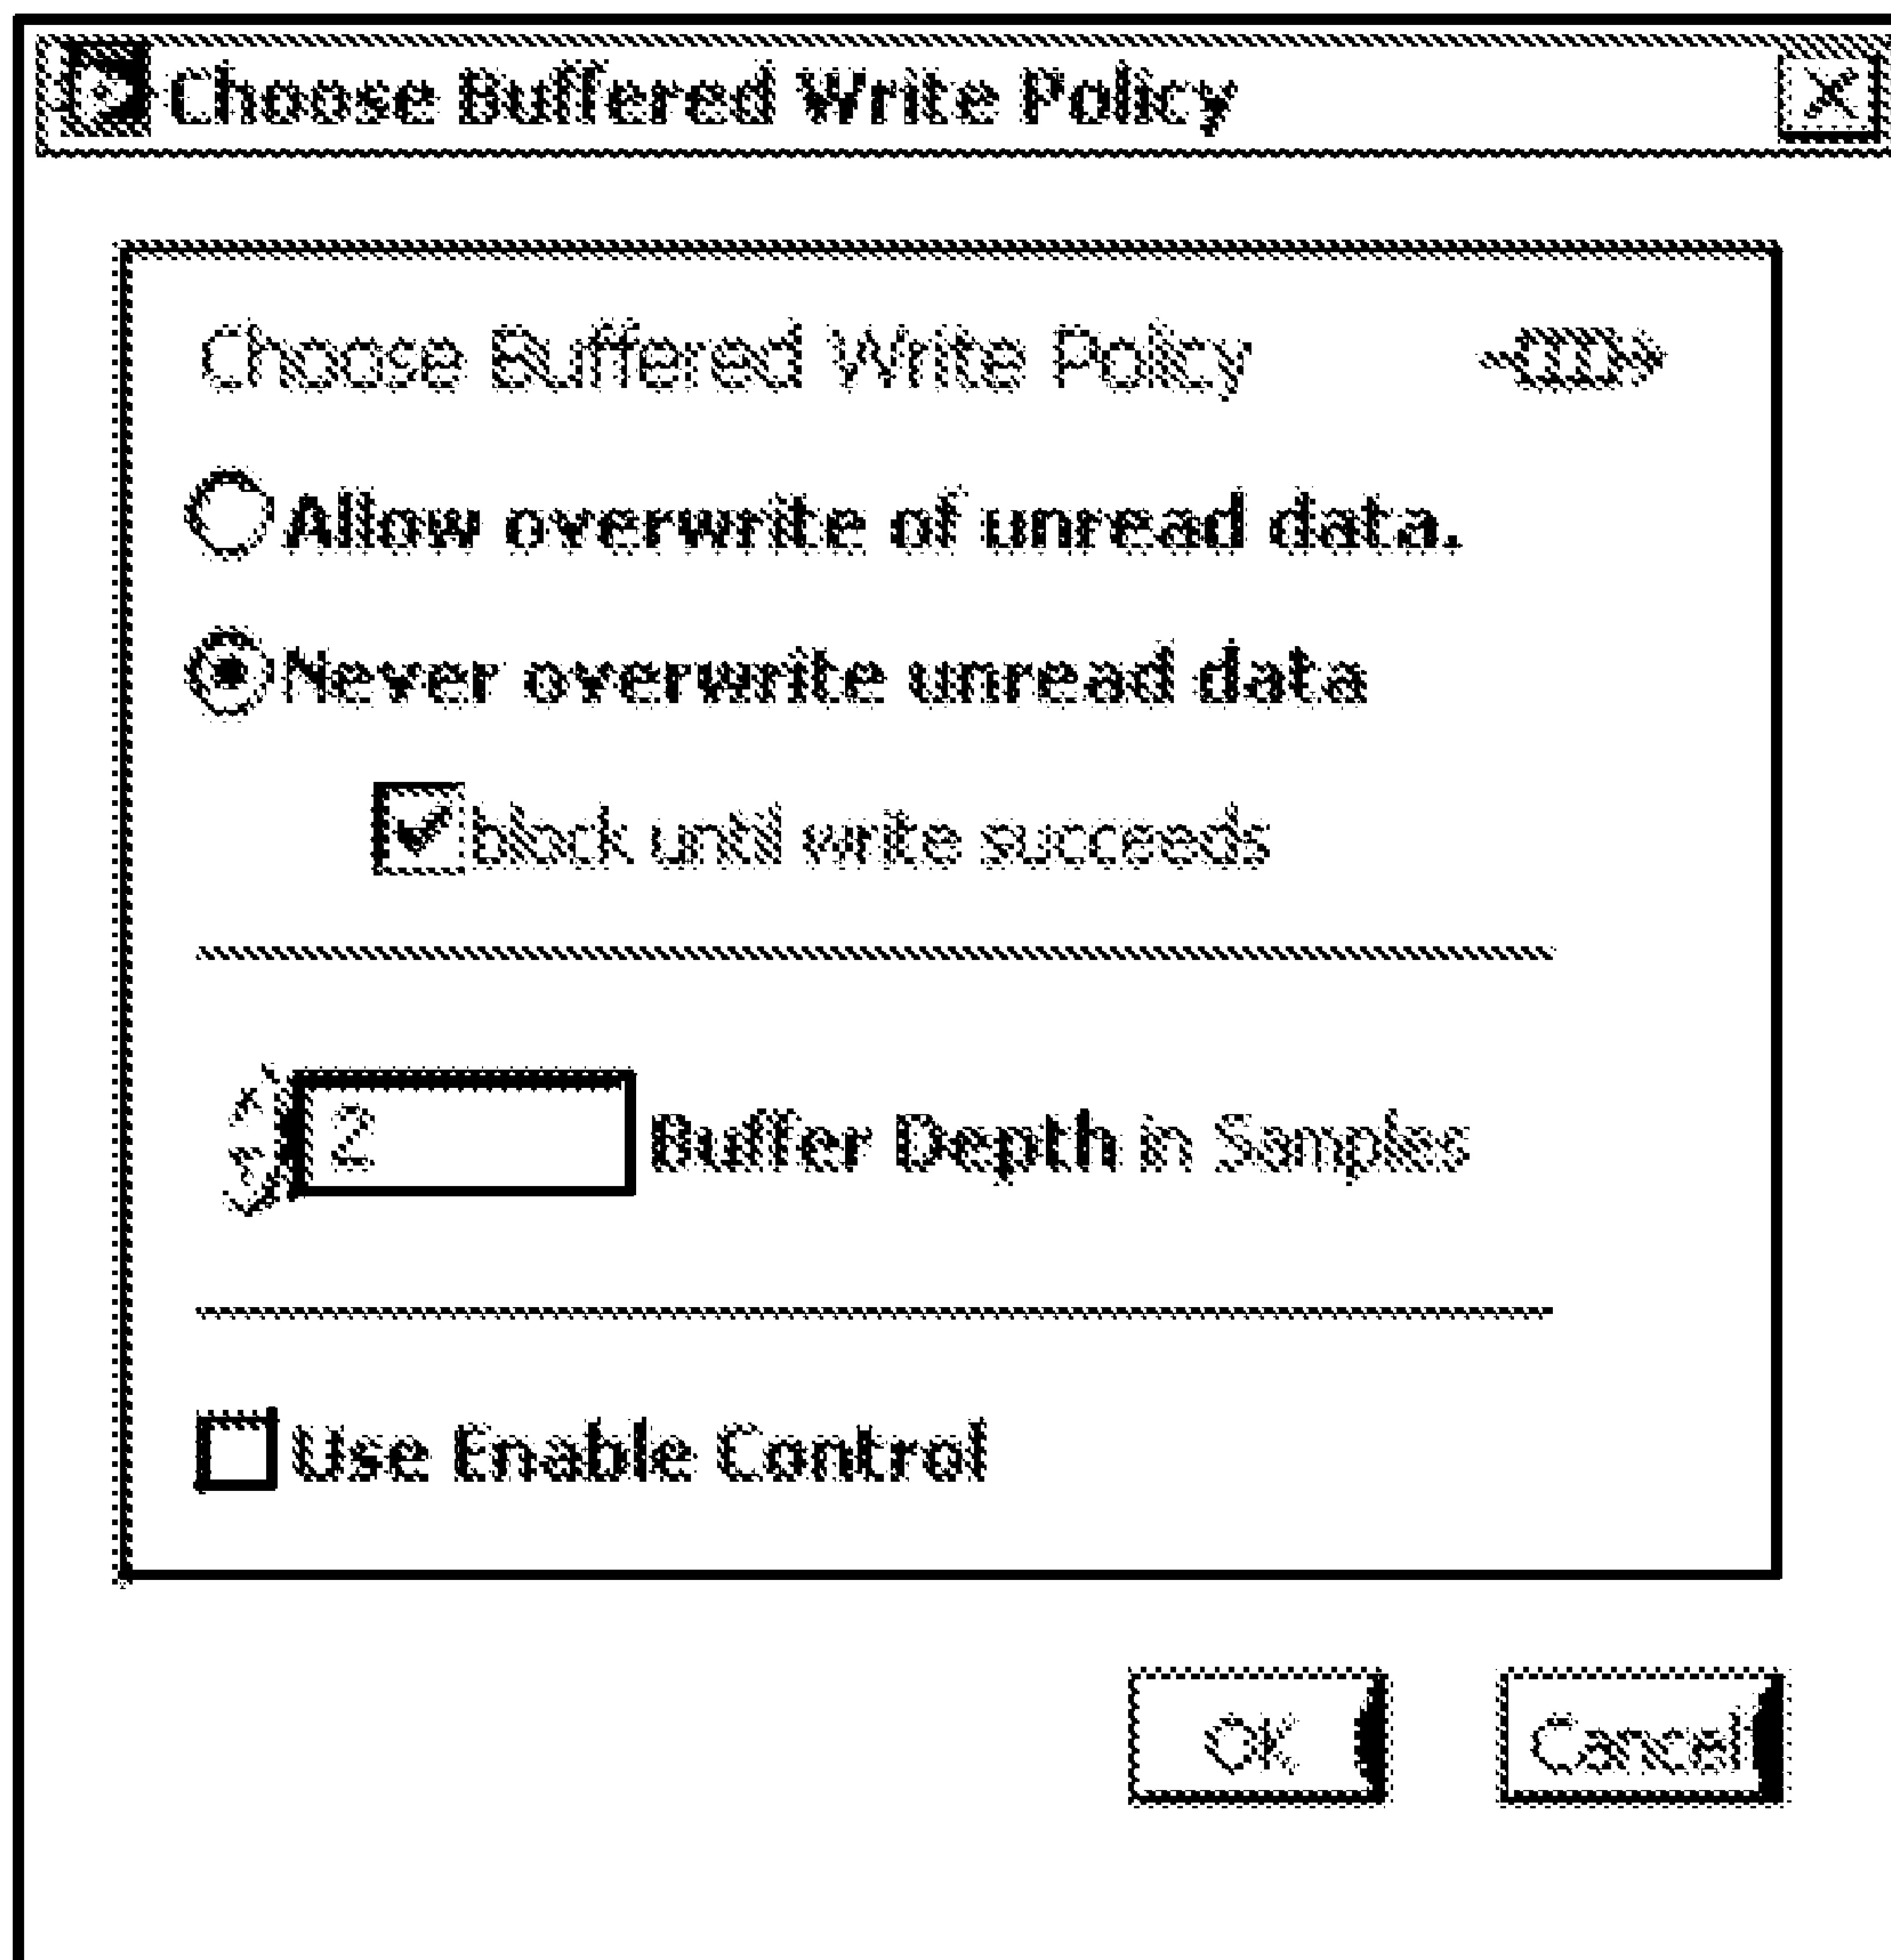 Choose Buffered Write Policy
Choose Buffered Write Policy
Allow overwrite of unread data.
Never overwrite unread data
block until write succeeds
2 Buffer Depth in Samples
Use Enable Control
OK Cancel